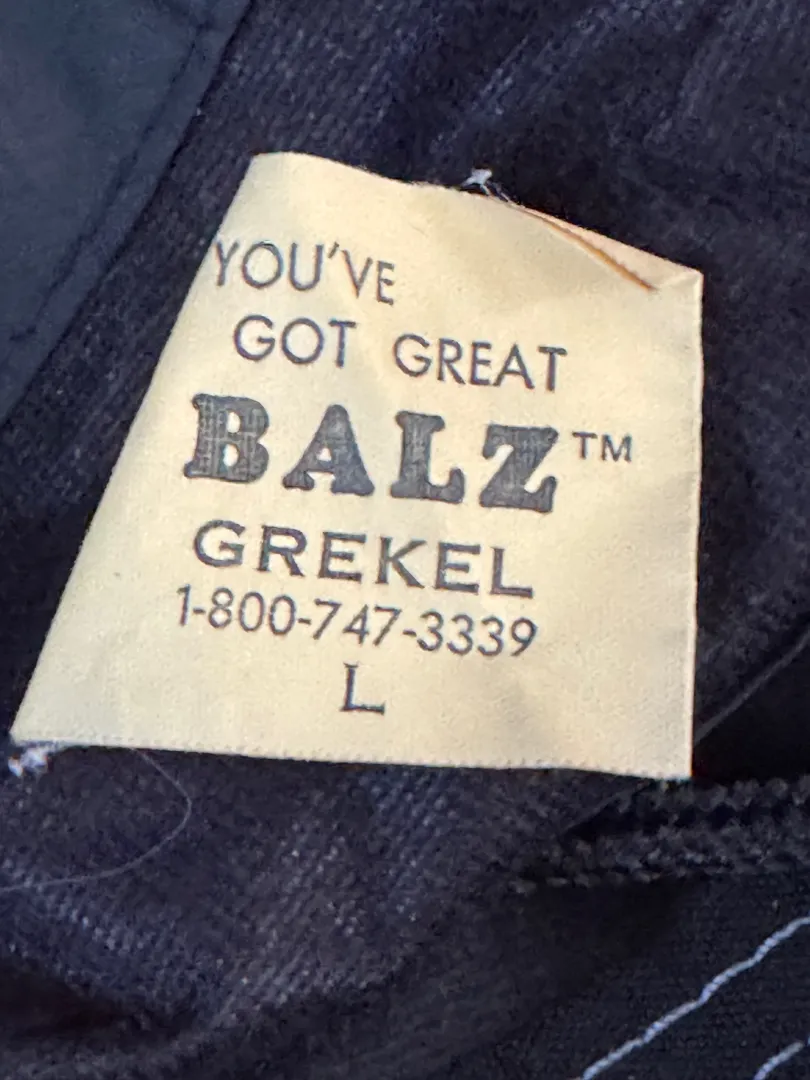 YOU'VE
GOT GREAT
BALZ™
GREKEL
1-800-747-3339
L